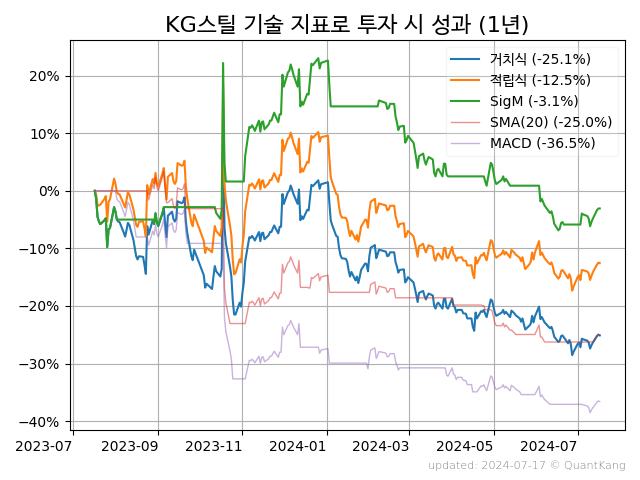 KG스틸 기술 지표로 투자 시 성과 (1년)
거치식 (-25.1%)
적립식 (-12.5%)
SigM (-3.1%)
SMA(20) (-25.0%)
MACD (-36.5%)
20%
10%
0%
−10%
−20%
−30%
−40%
2023-07 2023-09 2023-11 2024-01 2024-03 2024-05 2024-07
updated: 2024-07-17 © QuantKang